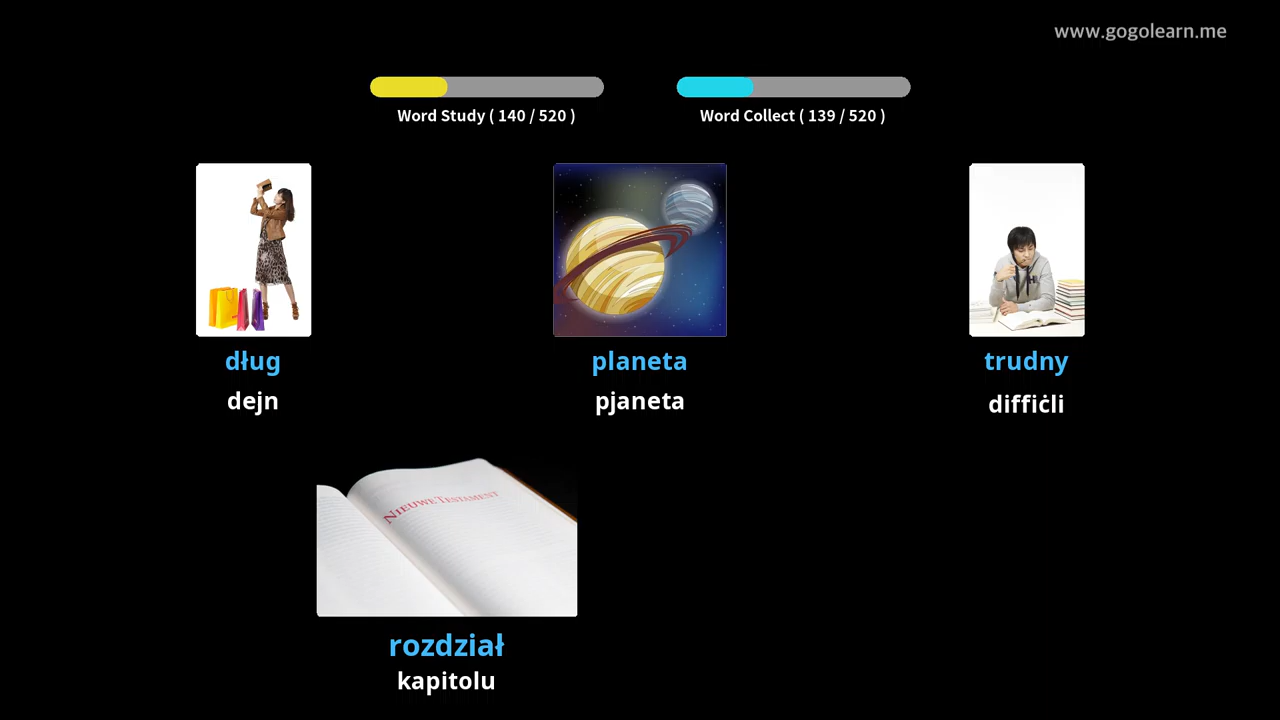 www.gogolearn.me
Word Study ( 140 / 520 )
Word Collect ( 139 / 520 )
dług
planeta
trudny
dejn
pjaneta
diffiċli
NIEUWE TESTAMENT
rozdział
kapitolu